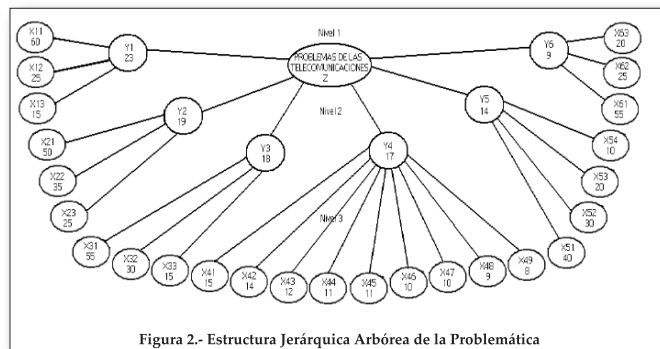 Nivel 1
PROBLEMAS DE LAS
TELECOMUNICACIONES
Z
Y1
23
X11
60
X12
25
X13
15
Y6
9
X63
20
X62
25
X61
55
Nivel 2
Y2
19
X21
50
X22
35
X23
25
Y3
18
X31
55
X32
30
X33
15
Y4
17
Nivel 3
X41
15
X42
14
X43
12
X44
11
X45
11
X46
10
X47
10
X48
9
X49
8
Y5
14
X54
10
X53
20
X52
30
X51
40
Figura 2.- Estructura Jerárquica Arbórea de la Problemática